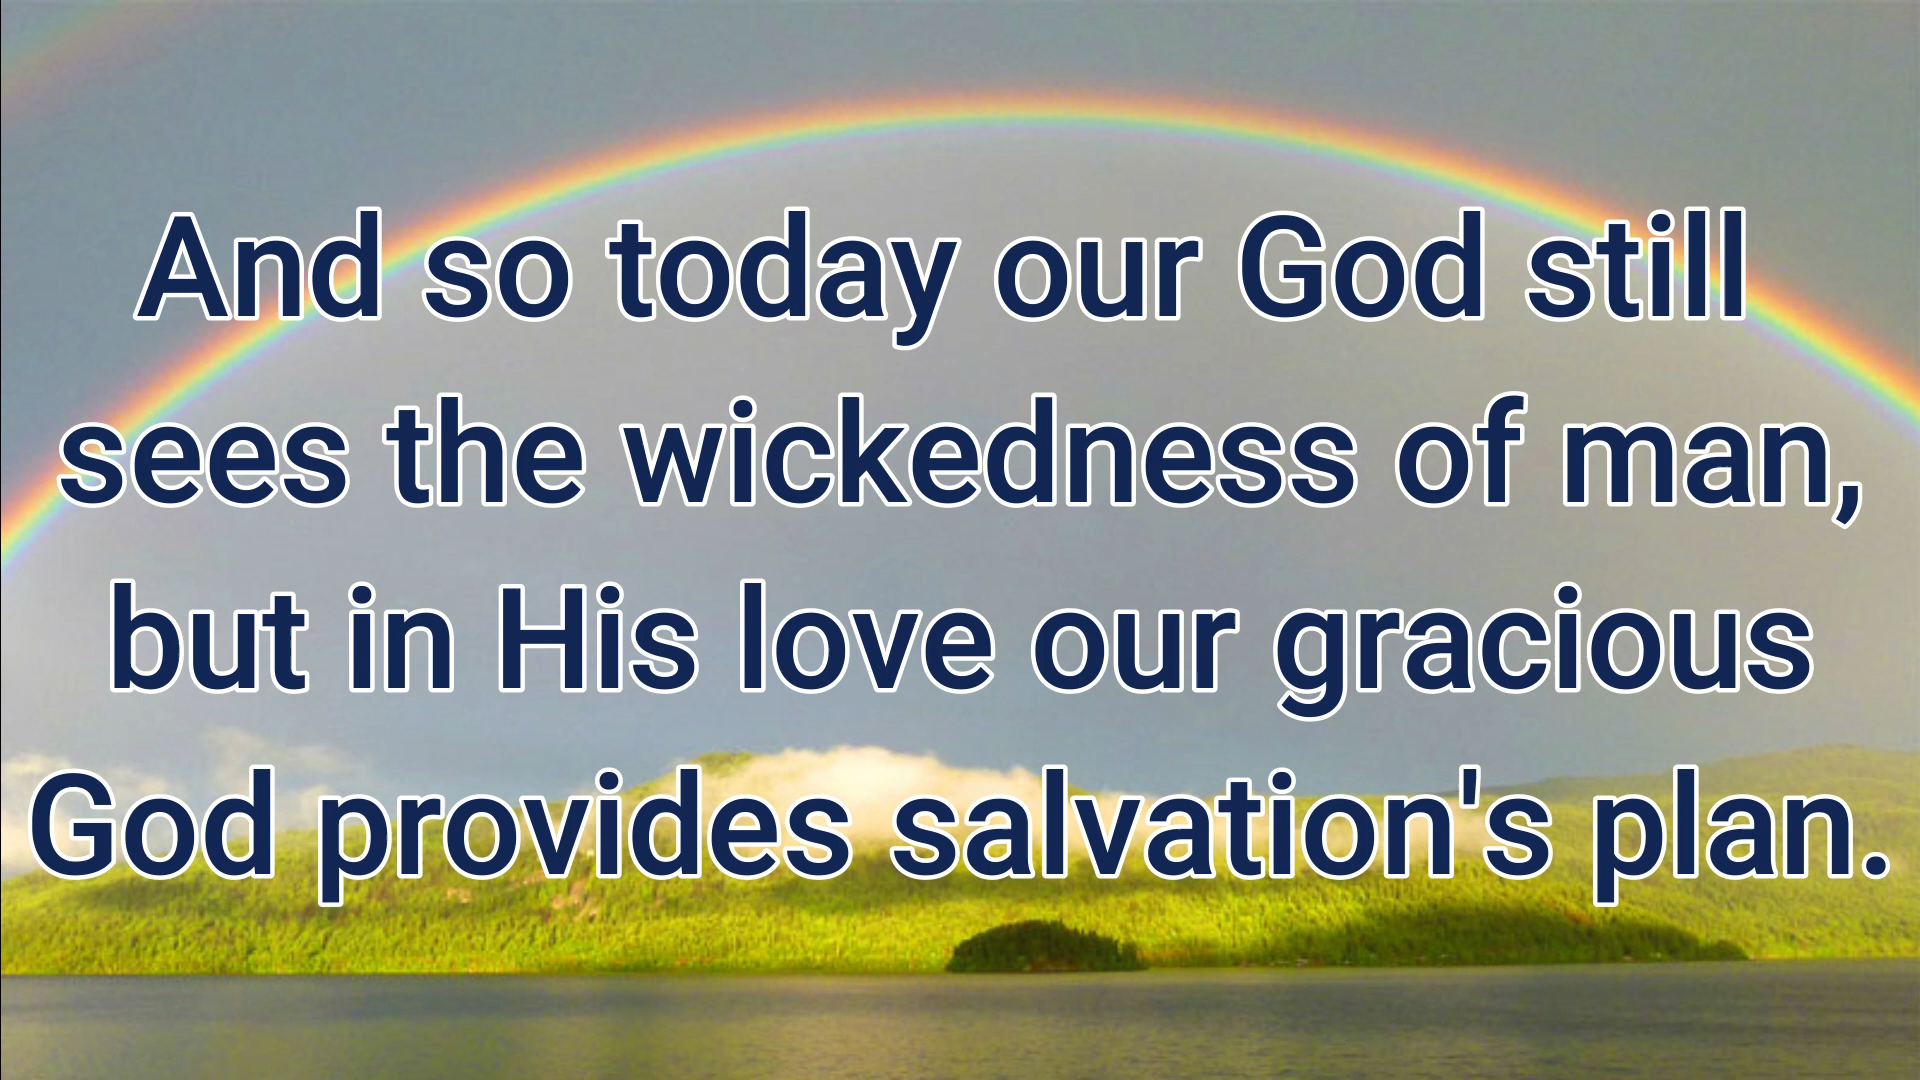 And so today our God still
sees the wickedness of man,
but in His love our gracious
God provides salvation's plan.